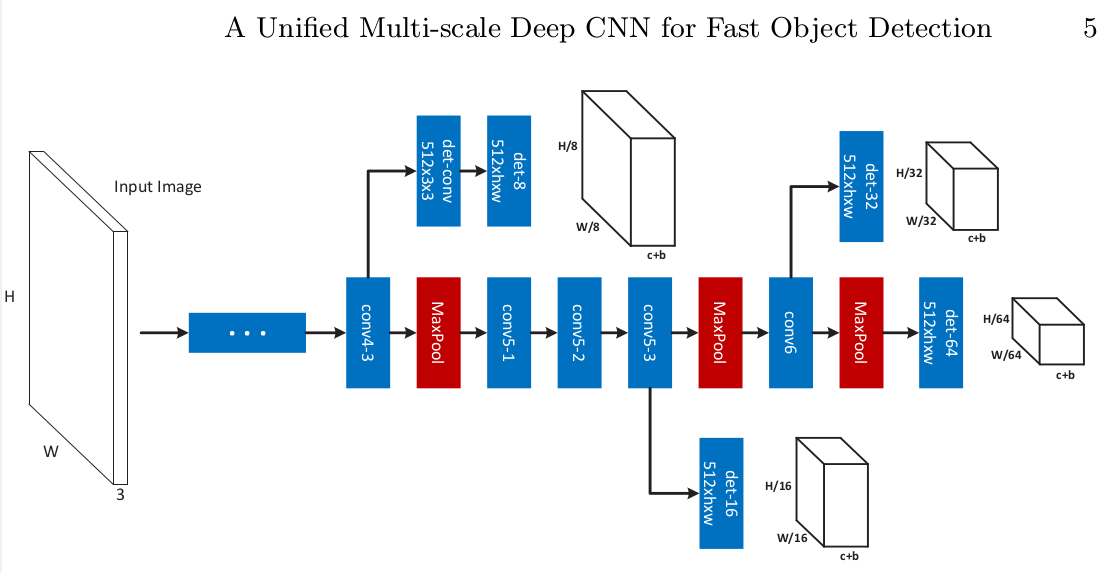 A Unified Multi-scale Deep CNN for Fast Object Detection 5
Input Image
H
W
3
. . .
conv4-3
MaxPool
conv5-1
conv5-2
conv5-3
MaxPool
conv6
MaxPool
det-conv
512x3x3
det-8
512xhxw
H/8
W/8
c+b
det-32
512xhxw
H/32
W/32
c+b
det-64
512xhxw
H/64
W/64
c+b
det-16
512xhxw
H/16
W/16
c+b